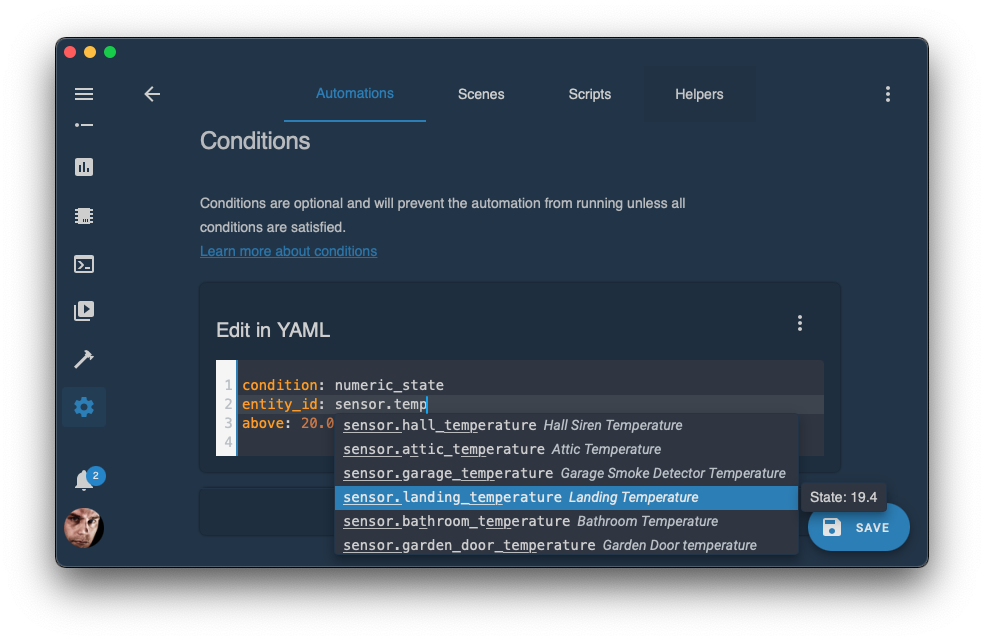 Automations Scenes Scripts Helpers
Conditions
Conditions are optional and will prevent the automation from running unless all
conditions are satisfied.
Learn more about conditions
Edit in YAML
1 condition: numeric_state
2 entity_id: sensor.temp
3 above: 20.0
4
sensor.hall_temperature Hall Siren Temperature
sensor.attic_temperature Attic Temperature
sensor.garage_temperature Garage Smoke Detector Temperature
sensor.landing_temperature Landing Temperature
State: 19.4
sensor.bathroom_temperature Bathroom Temperature
sensor.garden_door_temperature Garden Door temperature
2
SAVE